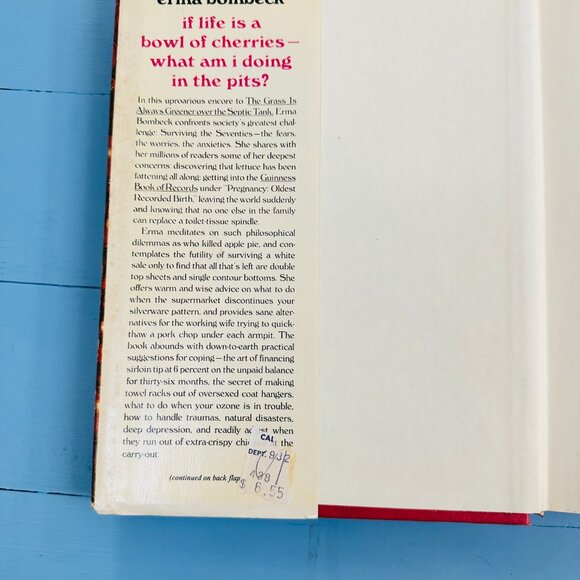 erma bombeck
if life is a
bowl of cherries—
what am i doing
in the pits?
In this uproarious encore to The Grass Is
Always Greener over the Septic Tank, Erma
Bombeck confronts society's greatest chal-
lenge: Surviving the Seventies—the fears,
the worries, the anxieties. She shares with
her millions of readers some of her deepest
concerns: discovering that lettuce has been
fattening all along; getting into the Guinness
Book of Records under "Pregnancy: Oldest
Recorded Birth," leaving the world suddenly
and knowing that no one else in the family
can replace a toilet-tissue spindle.
Erma meditates on such philosophical
dilemmas as who killed apple pie, and con-
templates the futility of surviving a white
sale only to find that all that's left are double
top sheets and single contour bottoms. She
offers warm and wise advice on what to do
when the supermarket discontinues your
silverware pattern, and provides sane alter-
natives for the working wife trying to quick-
thaw a pork chop under each armpit. The
book abounds with down-to-earth practical
suggestions for coping—the art of financing
sirloin tip at 6 percent on the unpaid balance
for thirty-six months, the secret of making
towel racks out of oversexed coat hangers,
what to do when your ozone is in trouble,
how to handle traumas, natural disasters,
deep depression, and readily when
they run out of extra-crispy the
carry-out.
(continued on back flap
CAL
DEPT. 932
488
$ 6.55